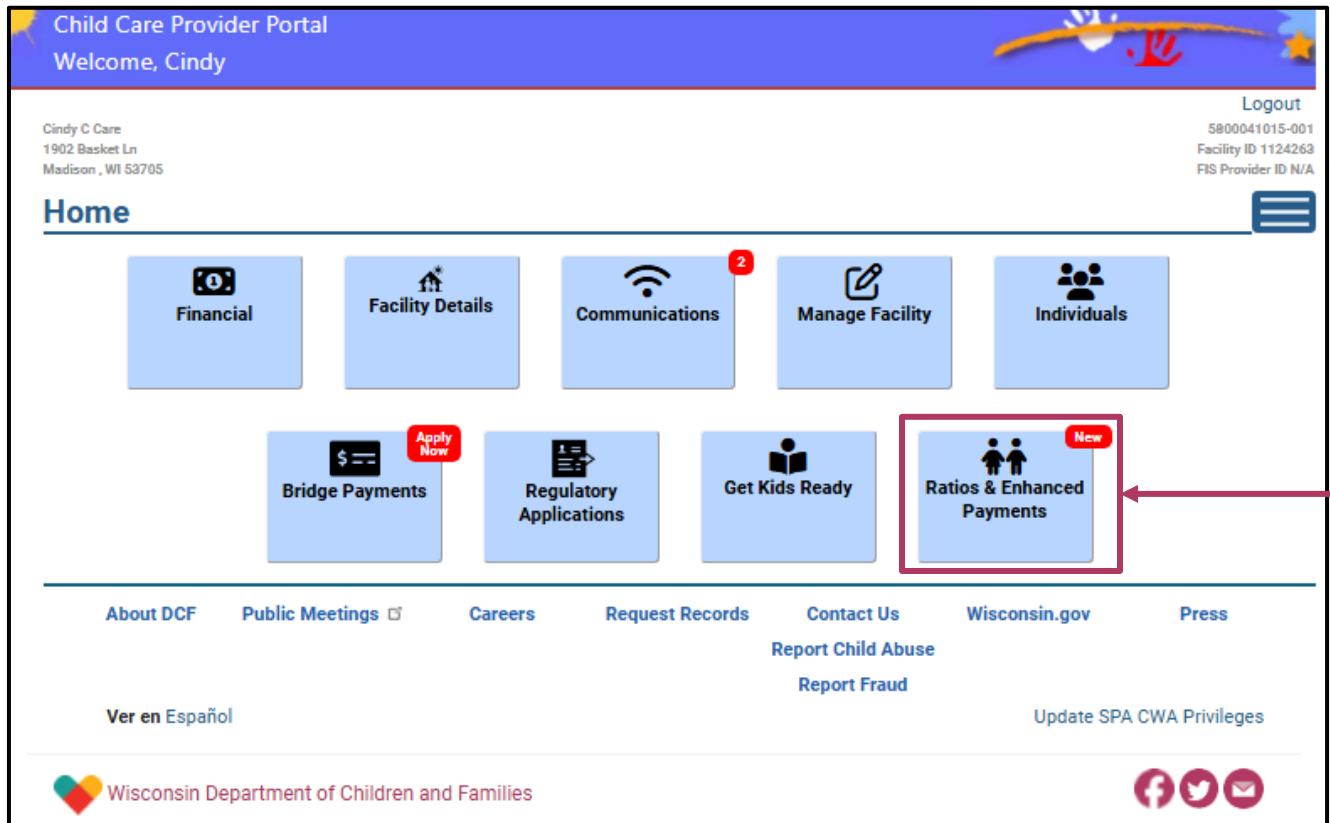 Child Care Provider Portal
Welcome, Cindy
Logout
Cindy C Care
1902 Basket Ln
Madison , WI 53705
5800041015-001
Facility ID 1124263
FIS Provider ID N/A
Home
Financial
Facility Details
2
Communications
Manage Facility
Individuals
Apply
Now
Bridge Payments
Regulatory
Applications
Get Kids Ready
New
Ratios & Enhanced
Payments
About DCF Public Meetings Careers Request Records Contact Us Wisconsin.gov Press
Report Child Abuse
Report Fraud
Ver en Español Update SPA CWA Privileges
Wisconsin Department of Children and Families